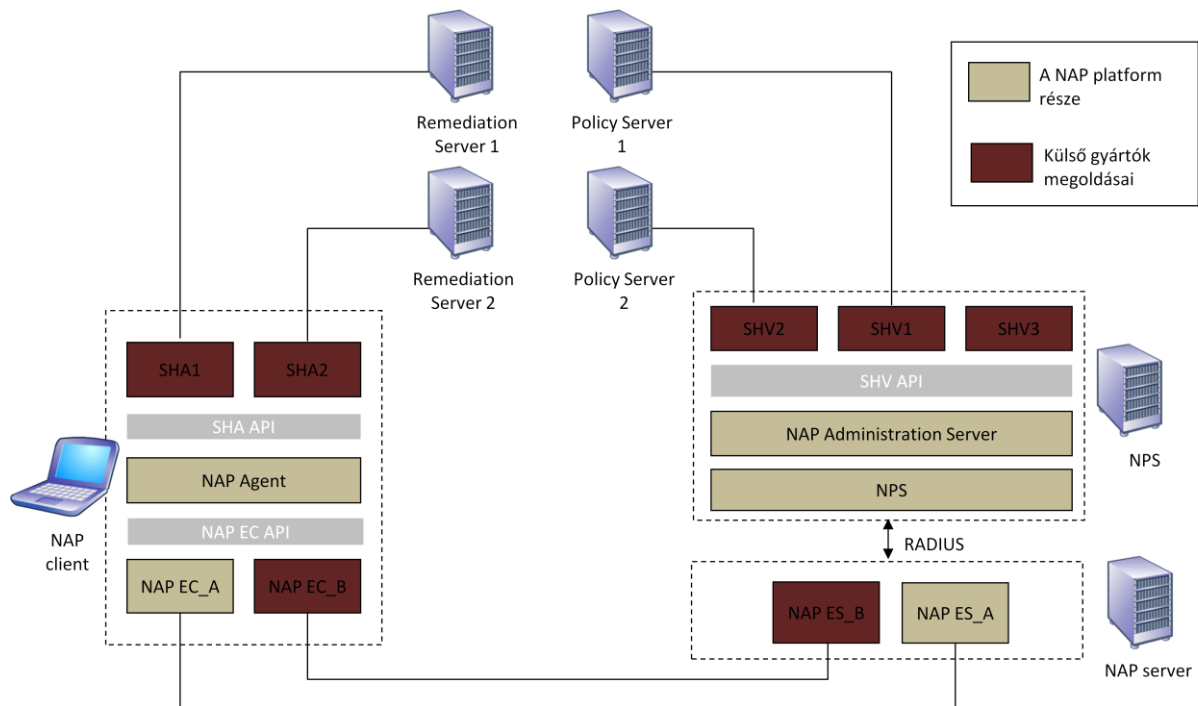 Remediation
Server 1
Policy Server
1
A NAP platform
része
Külső gyártók
megoldásai
Remediation
Server 2
Policy Server
2
SHA1
SHA2
SHA API
NAP Agent
NAP EC API
NAP EC_A
NAP EC_B
NAP
client
SHV2
SHV1
SHV3
SHV API
NAP Administration Server
NPS
NPS
RADIUS
NAP ES_B
NAP ES_A
NAP server